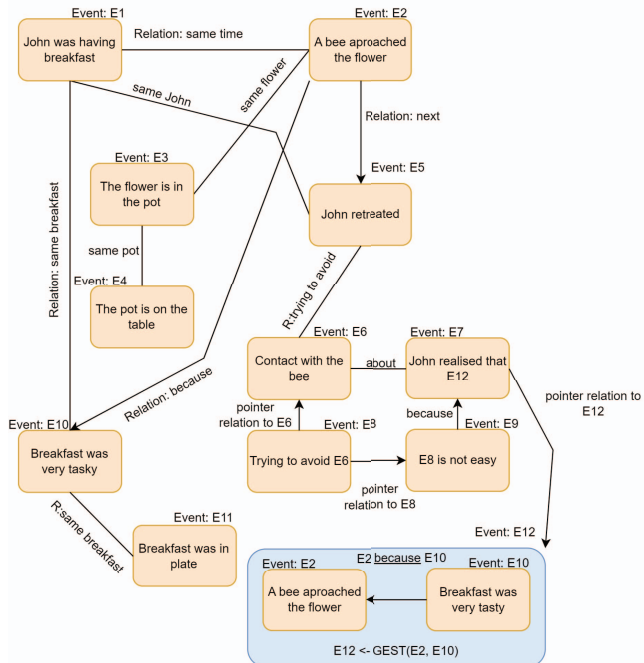 Event: E1
John was having
breakfast
Relation: same time
Event: E2
A bee aproached
the flower
same John
same flower
Relation: next
Event: E3
The flower is in
the pot
Event: E5
John retreated
Relation: same breakfast
same pot
Event: E4
The pot is on the
table
R:trying to avoid
Event: E6
Contact with the
bee
about
Event: E7
John realised that
E12
Relation: because
pointer relation to
E12
pointer
relation to E6
because
Event: E8
Trying to avoid E6
Event: E9
E8 is not easy
pointer
relation to E8
Event: E10
Breakfast was
very tasky
R:same breakfast
Event: E11
Breakfast was in
plate
Event: E12
E2 because E10
Event: E2
A bee aproached
the flower
Event: E10
Breakfast was
very tasty
E12 <- GEST(E2, E10)